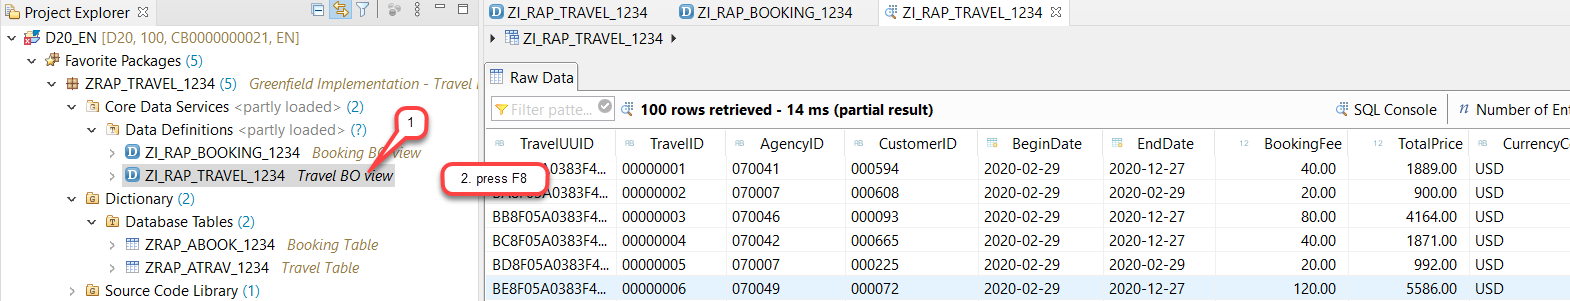 Project Explorer
D20_EN [D20, 100, CB0000000021, EN]
Favorite Packages (5)
ZRAP_TRAVEL_1234 (5) Greenfield Implementation - Travel
Core Data Services <partly loaded> (2)
Data Definitions <partly loaded> (?)
ZI_RAP_BOOKING_1234 Booking BO view
ZI_RAP_TRAVEL_1234 Travel BO view
Dictionary (2)
Database Tables (2)
ZRAP_ABOOK_1234 Booking Table
ZRAP_ATRAV_1234 Travel Table
Source Code Library (1)
1
2. press F8
ZI_RAP_TRAVEL_1234 ZI_RAP_BOOKING_1234 ZI_RAP_TRAVEL_1234
ZI_RAP_TRAVEL_1234
Raw Data
Filter patte... 100 rows retrieved - 14 ms (partial result) SQL Console Number of Ent
TravelUUID TravelID AgencyID CustomerID BeginDate EndDate BookingFee TotalPrice CurrencyCo
A0383F4... 00000001 070041 000594 2020-02-29 2020-12-27 40.00 1889.00 USD
A0383F4... 00000002 070007 000608 2020-02-29 2020-12-27 20.00 900.00 USD
BB8F05A0383F4... 00000003 070046 000093 2020-02-29 2020-12-27 80.00 4164.00 USD
BC8F05A0383F4... 00000004 070042 000665 2020-02-29 2020-12-27 40.00 1871.00 USD
BD8F05A0383F4... 00000005 070007 000225 2020-02-29 2020-12-27 20.00 992.00 USD
BE8F05A0383F4... 00000006 070049 000072 2020-02-29 2020-12-27 120.00 5586.00 USD